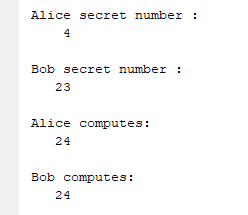 Alice secret number :
4
Bob secret number :
23
Alice computes:
24
Bob computes:
24